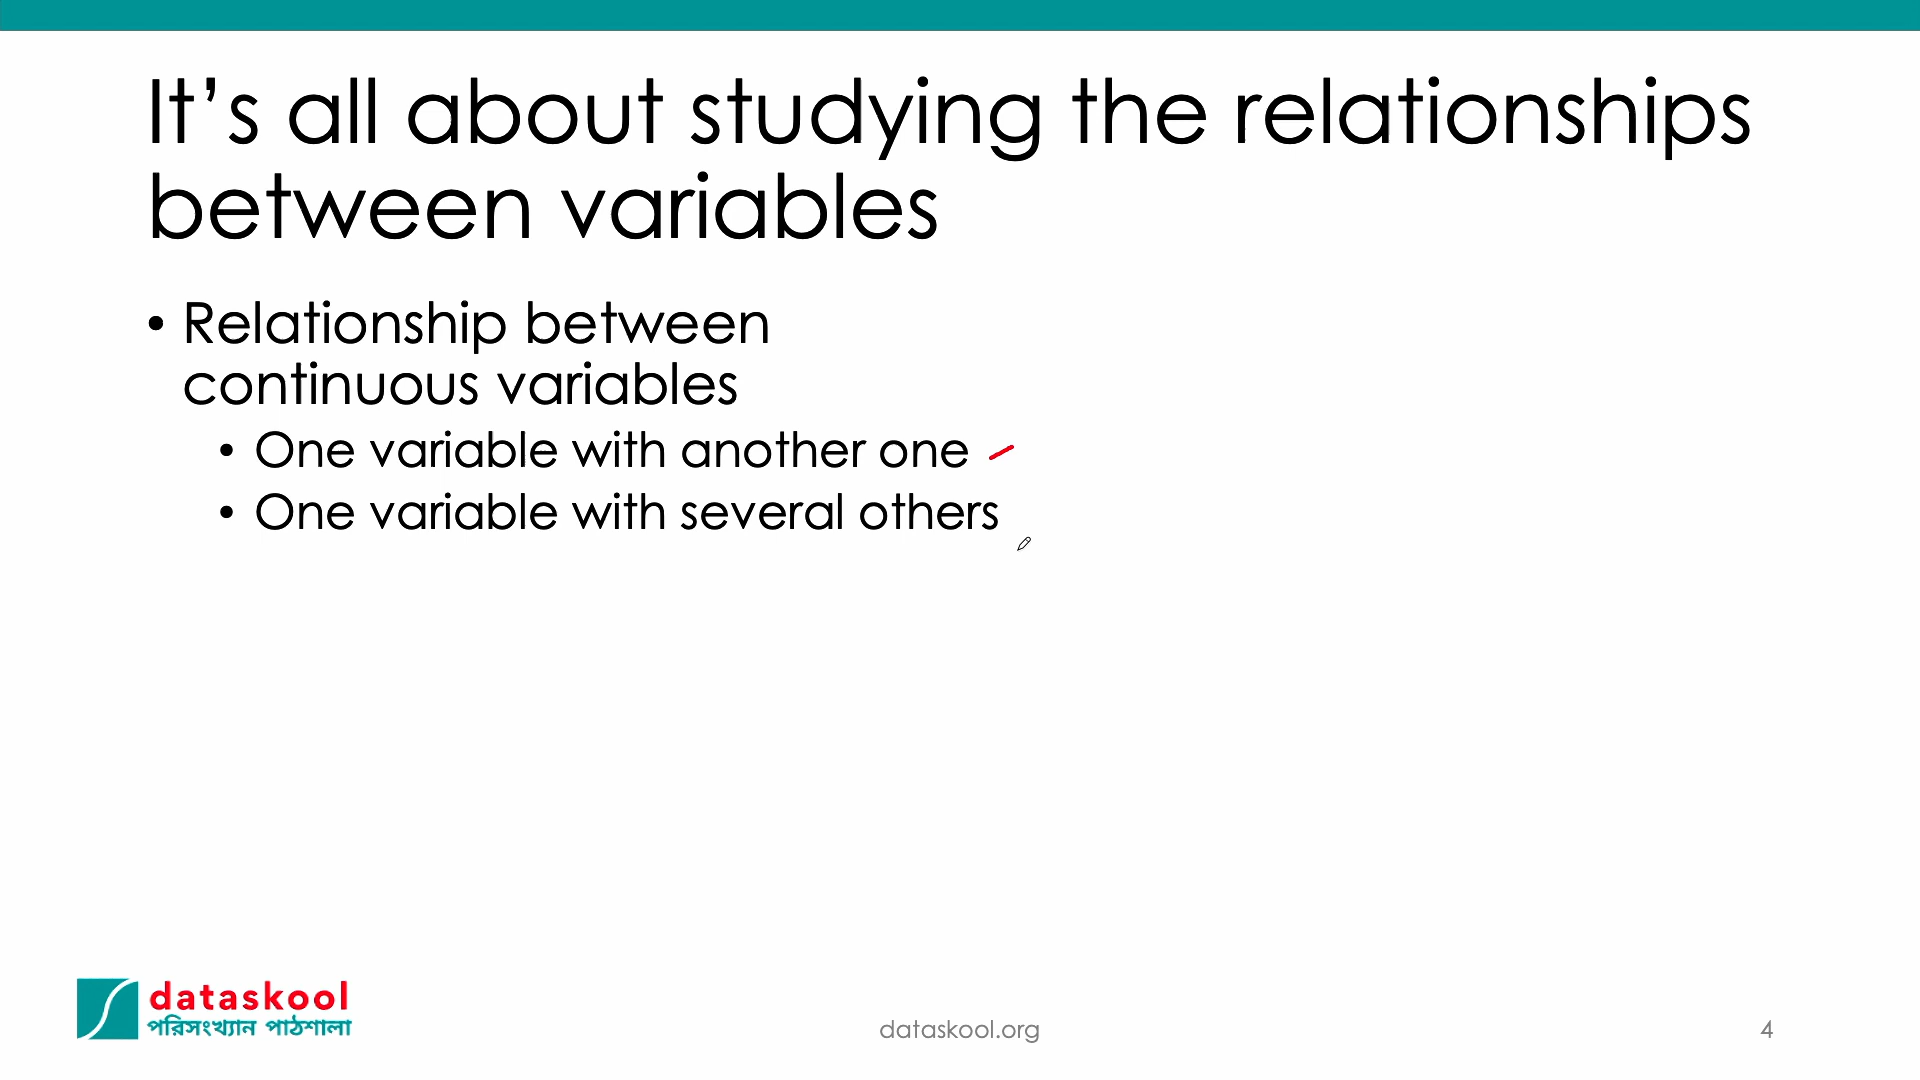 It’s all about studying the relationships
between variables
• Relationship between
continuous variables
• One variable with another one
• One variable with several others
dataskool
পরিসংখ্যান পাঠশালা
dataskool.org
4